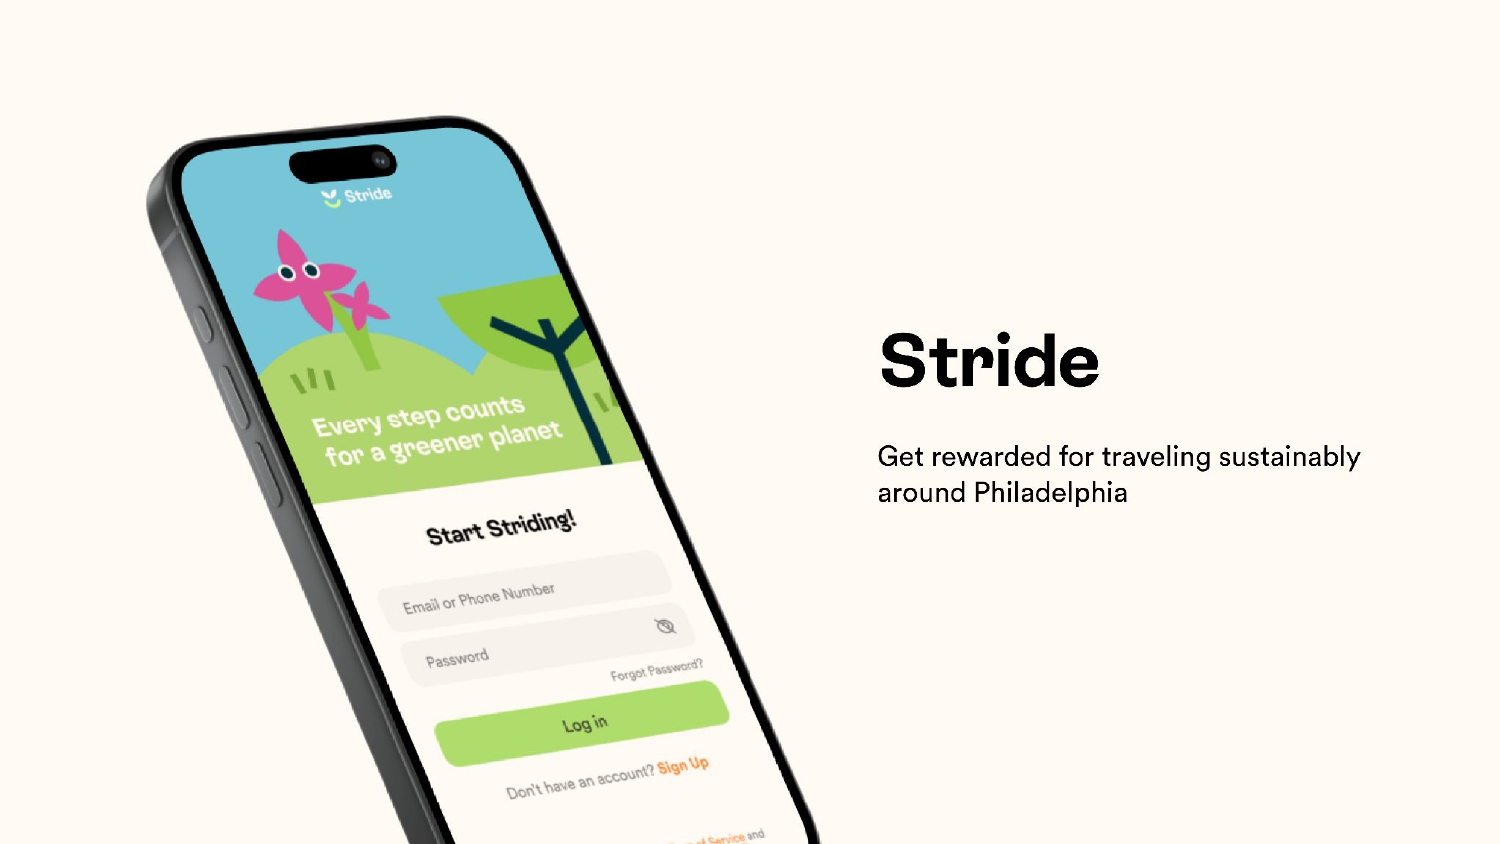 Stride
Every step counts
for a greener planet
Start Striding!
Email or Phone Number
Password
Forgot Password?
Log in
Don't have an account? Sign Up
of Service and
Stride
Get rewarded for traveling sustainably
around Philadelphia